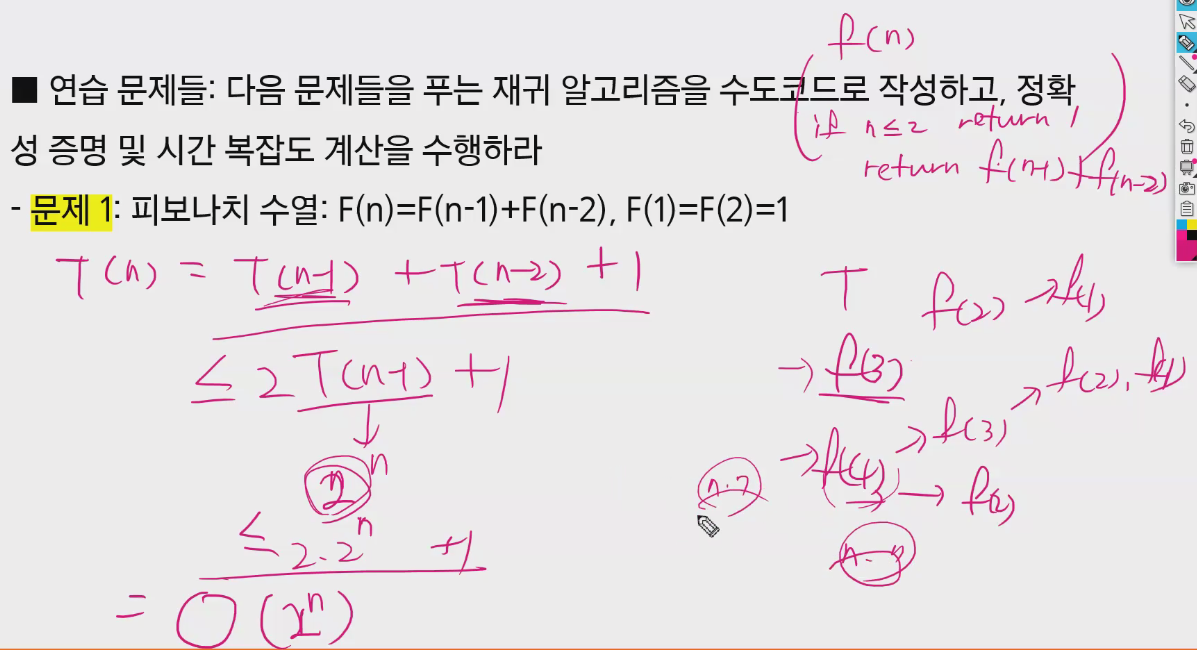 f(n)
■ 연습 문제들: 다음 문제들을 푸는 재귀 알고리즘을 수도코드로 작성하고, 정확
if n≤2 return 1
성 증명 및 시간 복잡도 계산을 수행하라
return f(n-1)+f(n-2)
- 문제 1: 피보나치 수열: F(n)=F(n-1)+F(n-2), F(1)=F(2)=1
T(n) = T(n-1) + T(n-2) + 1
≤ 2T(n-1) + 1
n
≤ 2·2^n +1
= O(2^n)
T
f(2) → f(1)
→ f(3)
→ f(4) → f(3) → f(2), f(1)
→ f(2)